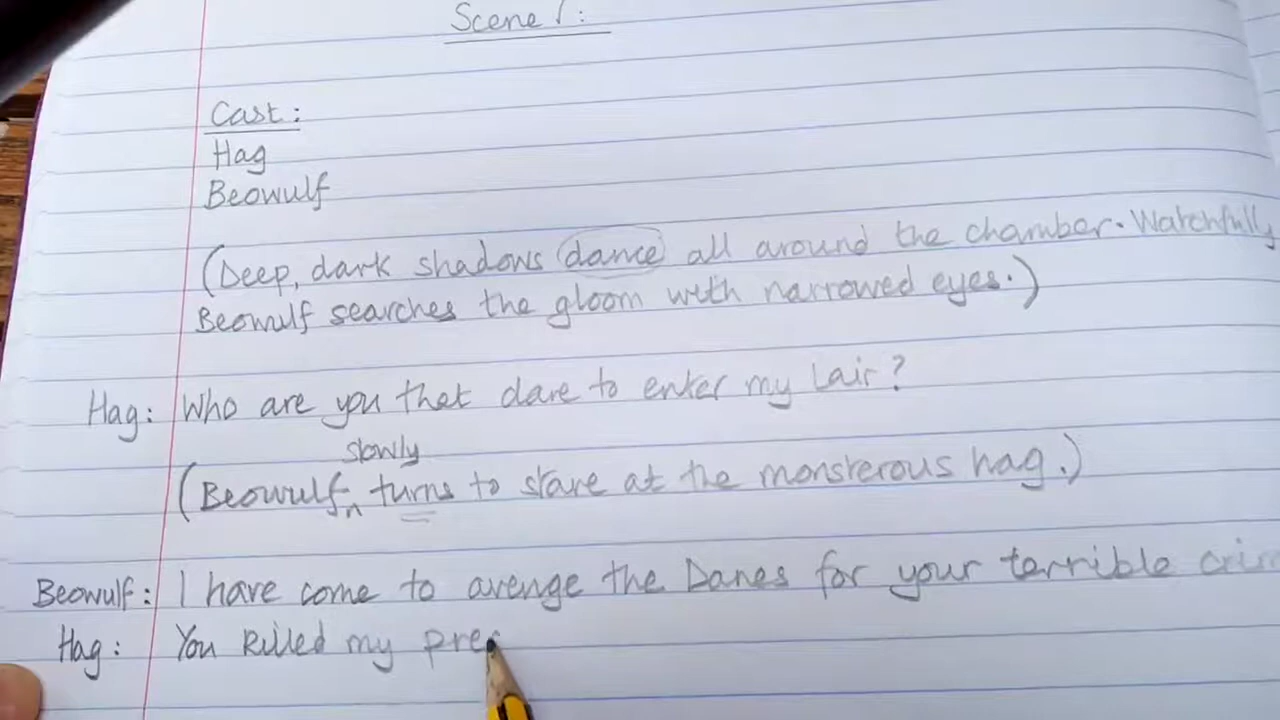 Scene 1:
Cast:
Hag
Beowulf
(Deep, dark shadows dance all around the chamber. Watchfully
Beowulf searches the gloom with narrowed eyes.)
Hag: Who are you that dare to enter my lair?
slowly
(Beowulf turns to stare at the monsterous hag.)
Beowulf: I have come to avenge the Danes for your terrible
Hag: You killed my